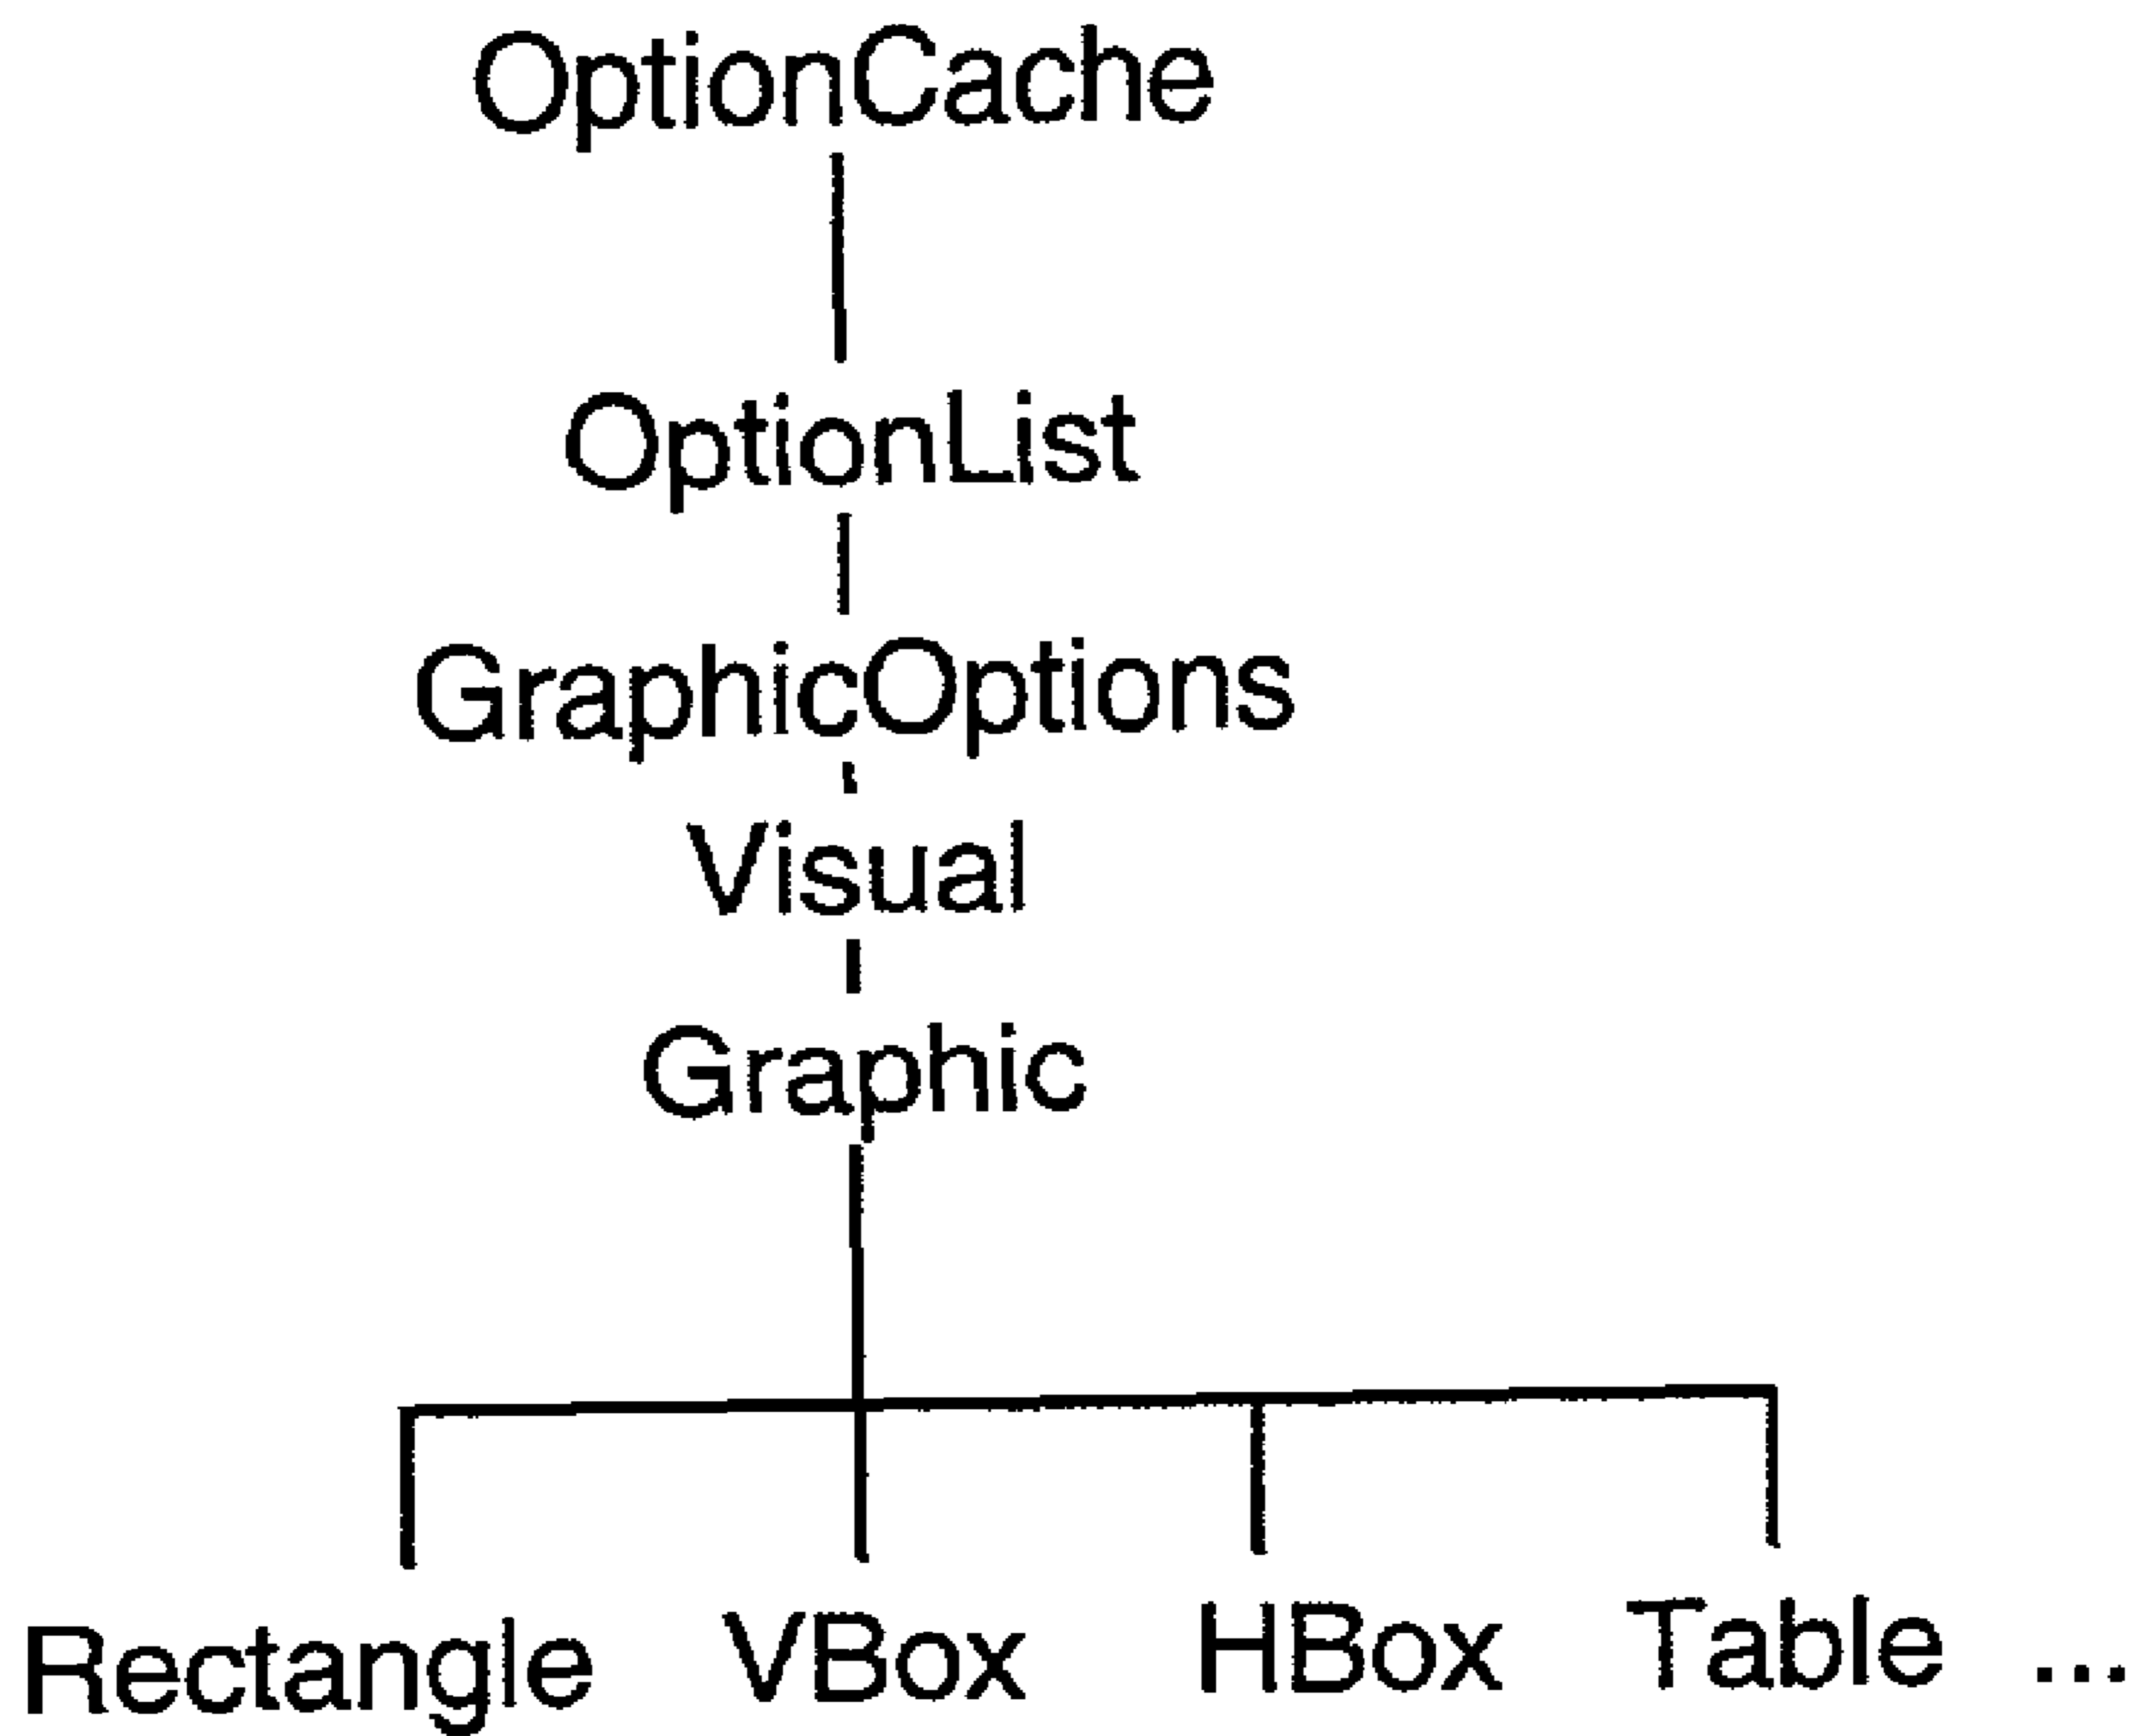 OptionCache
OptionList
GraphicOptions
Visual
Graphic
Rectangle VBox HBox Table ...